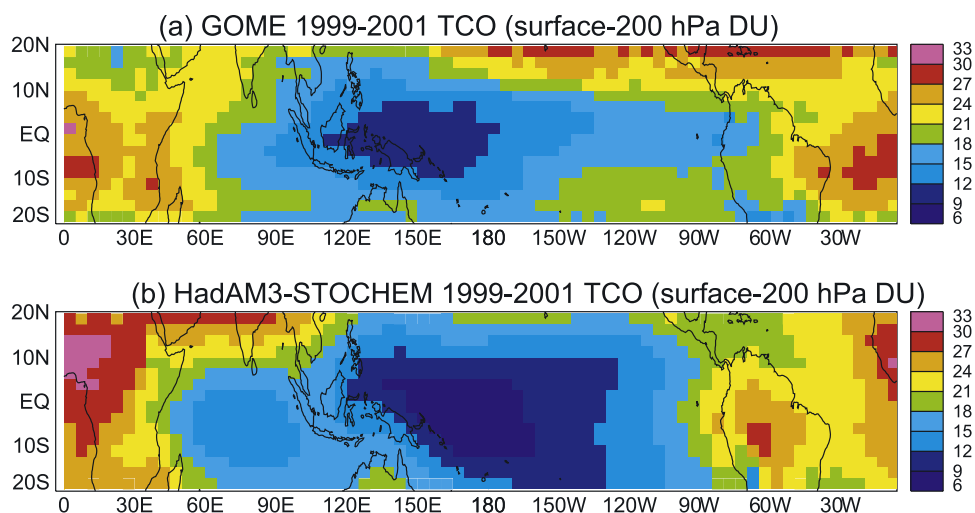 (a) GOME 1999-2001 TCO (surface-200 hPa DU)
20N
10N
EQ
10S
20S
0 30E 60E 90E 120E 150E 180 150W 120W 90W 60W 30W
33
30
27
24
21
18
15
12
9
6
(b) HadAM3-STOCHEM 1999-2001 TCO (surface-200 hPa DU)
20N
10N
EQ
10S
20S
0 30E 60E 90E 120E 150E 180 150W 120W 90W 60W 30W
33
30
27
24
21
18
15
12
9
6